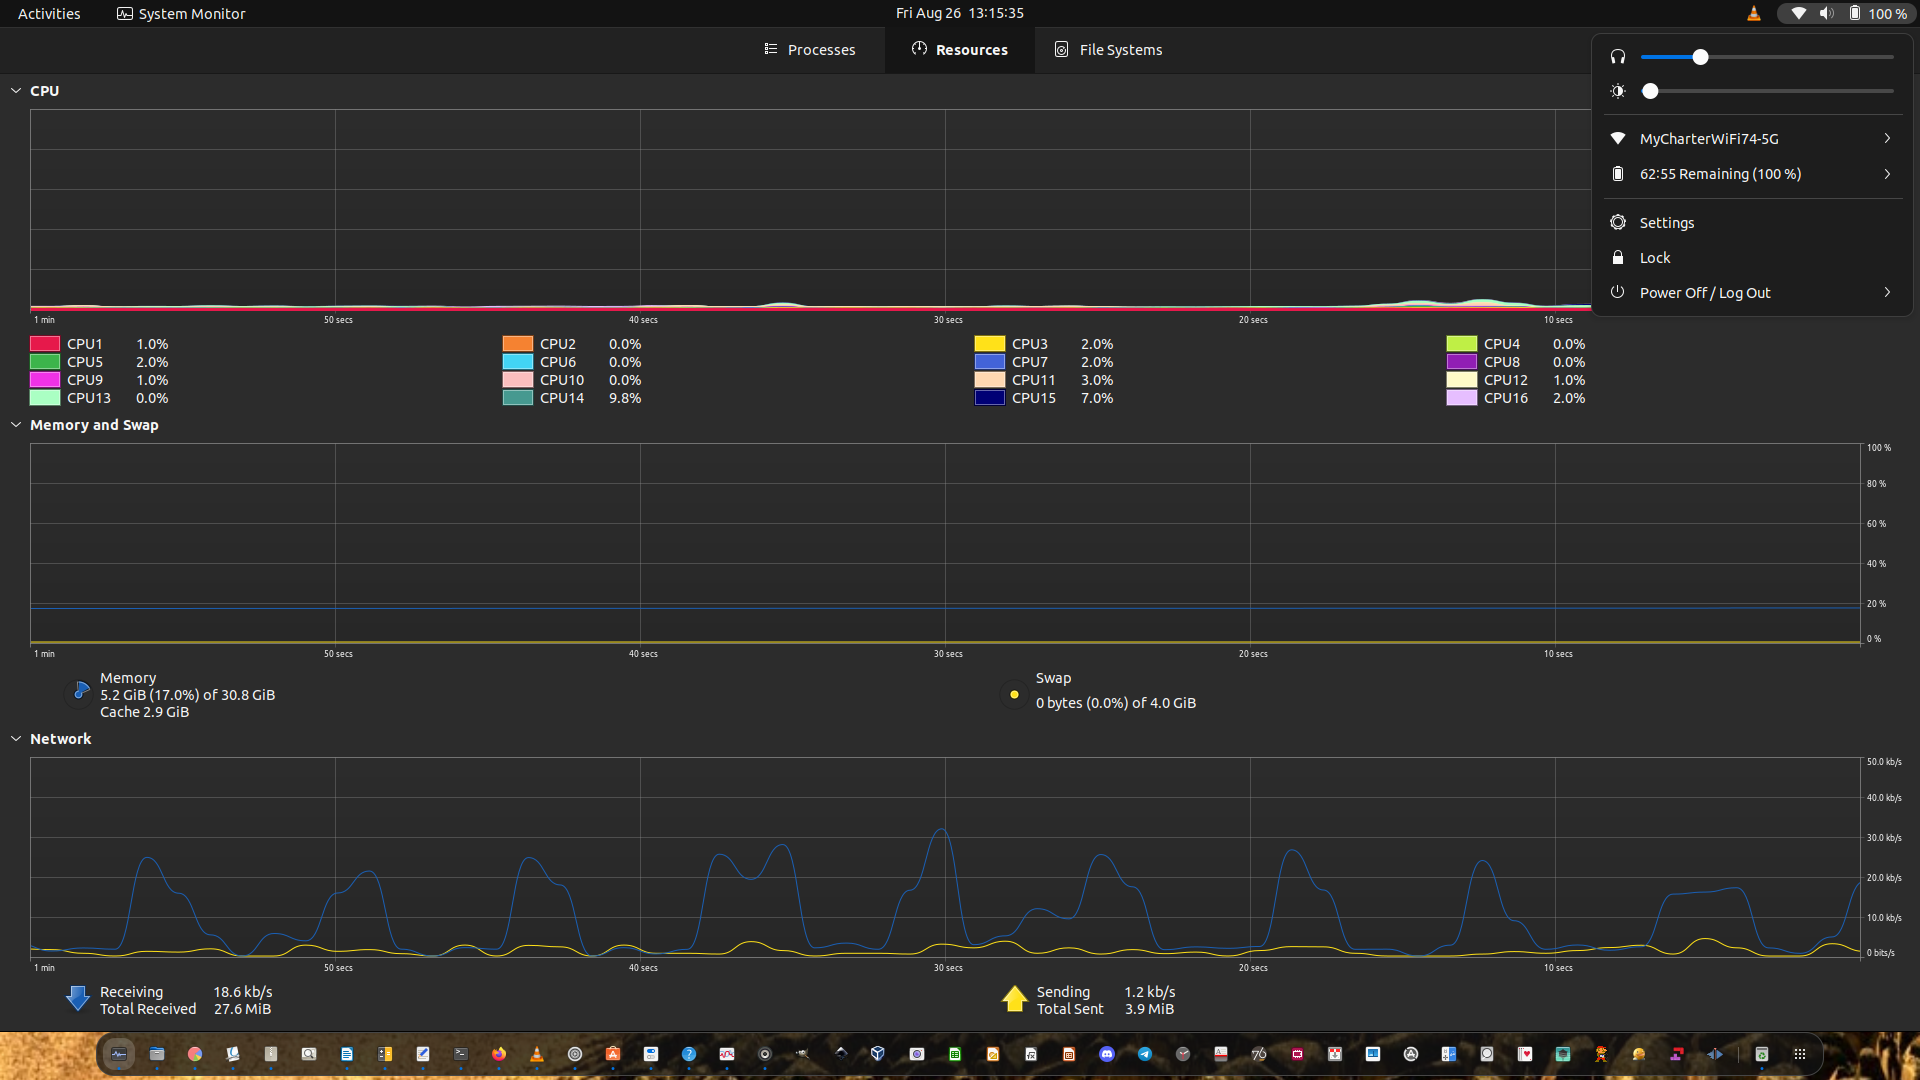 Activities System Monitor Fri Aug 26 13:15:35 100 %
Processes Resources File Systems
CPU
MyCharterWiFi74-5G
62:55 Remaining (100 %)
Settings
Lock
Power Off / Log Out
1 min 50 secs 40 secs 30 secs 20 secs 10 secs
CPU1 1.0% CPU2 0.0% CPU3 2.0% CPU4 0.0%
CPU5 2.0% CPU6 0.0% CPU7 2.0% CPU8 0.0%
CPU9 1.0% CPU10 0.0% CPU11 3.0% CPU12 1.0%
CPU13 0.0% CPU14 9.8% CPU15 7.0% CPU16 2.0%
Memory and Swap
100 %
80 %
60 %
40 %
20 %
0 %
1 min 50 secs 40 secs 30 secs 20 secs 10 secs
Memory
5.2 GiB (17.0%) of 30.8 GiB
Cache 2.9 GiB
Swap
0 bytes (0.0%) of 4.0 GiB
Network
50.0 kb/s
40.0 kb/s
30.0 kb/s
20.0 kb/s
10.0 kb/s
0 bits/s
1 min 50 secs 40 secs 30 secs 20 secs 10 secs
Receiving 18.6 kb/s
Total Received 27.6 MiB
Sending 1.2 kb/s
Total Sent 3.9 MiB
76